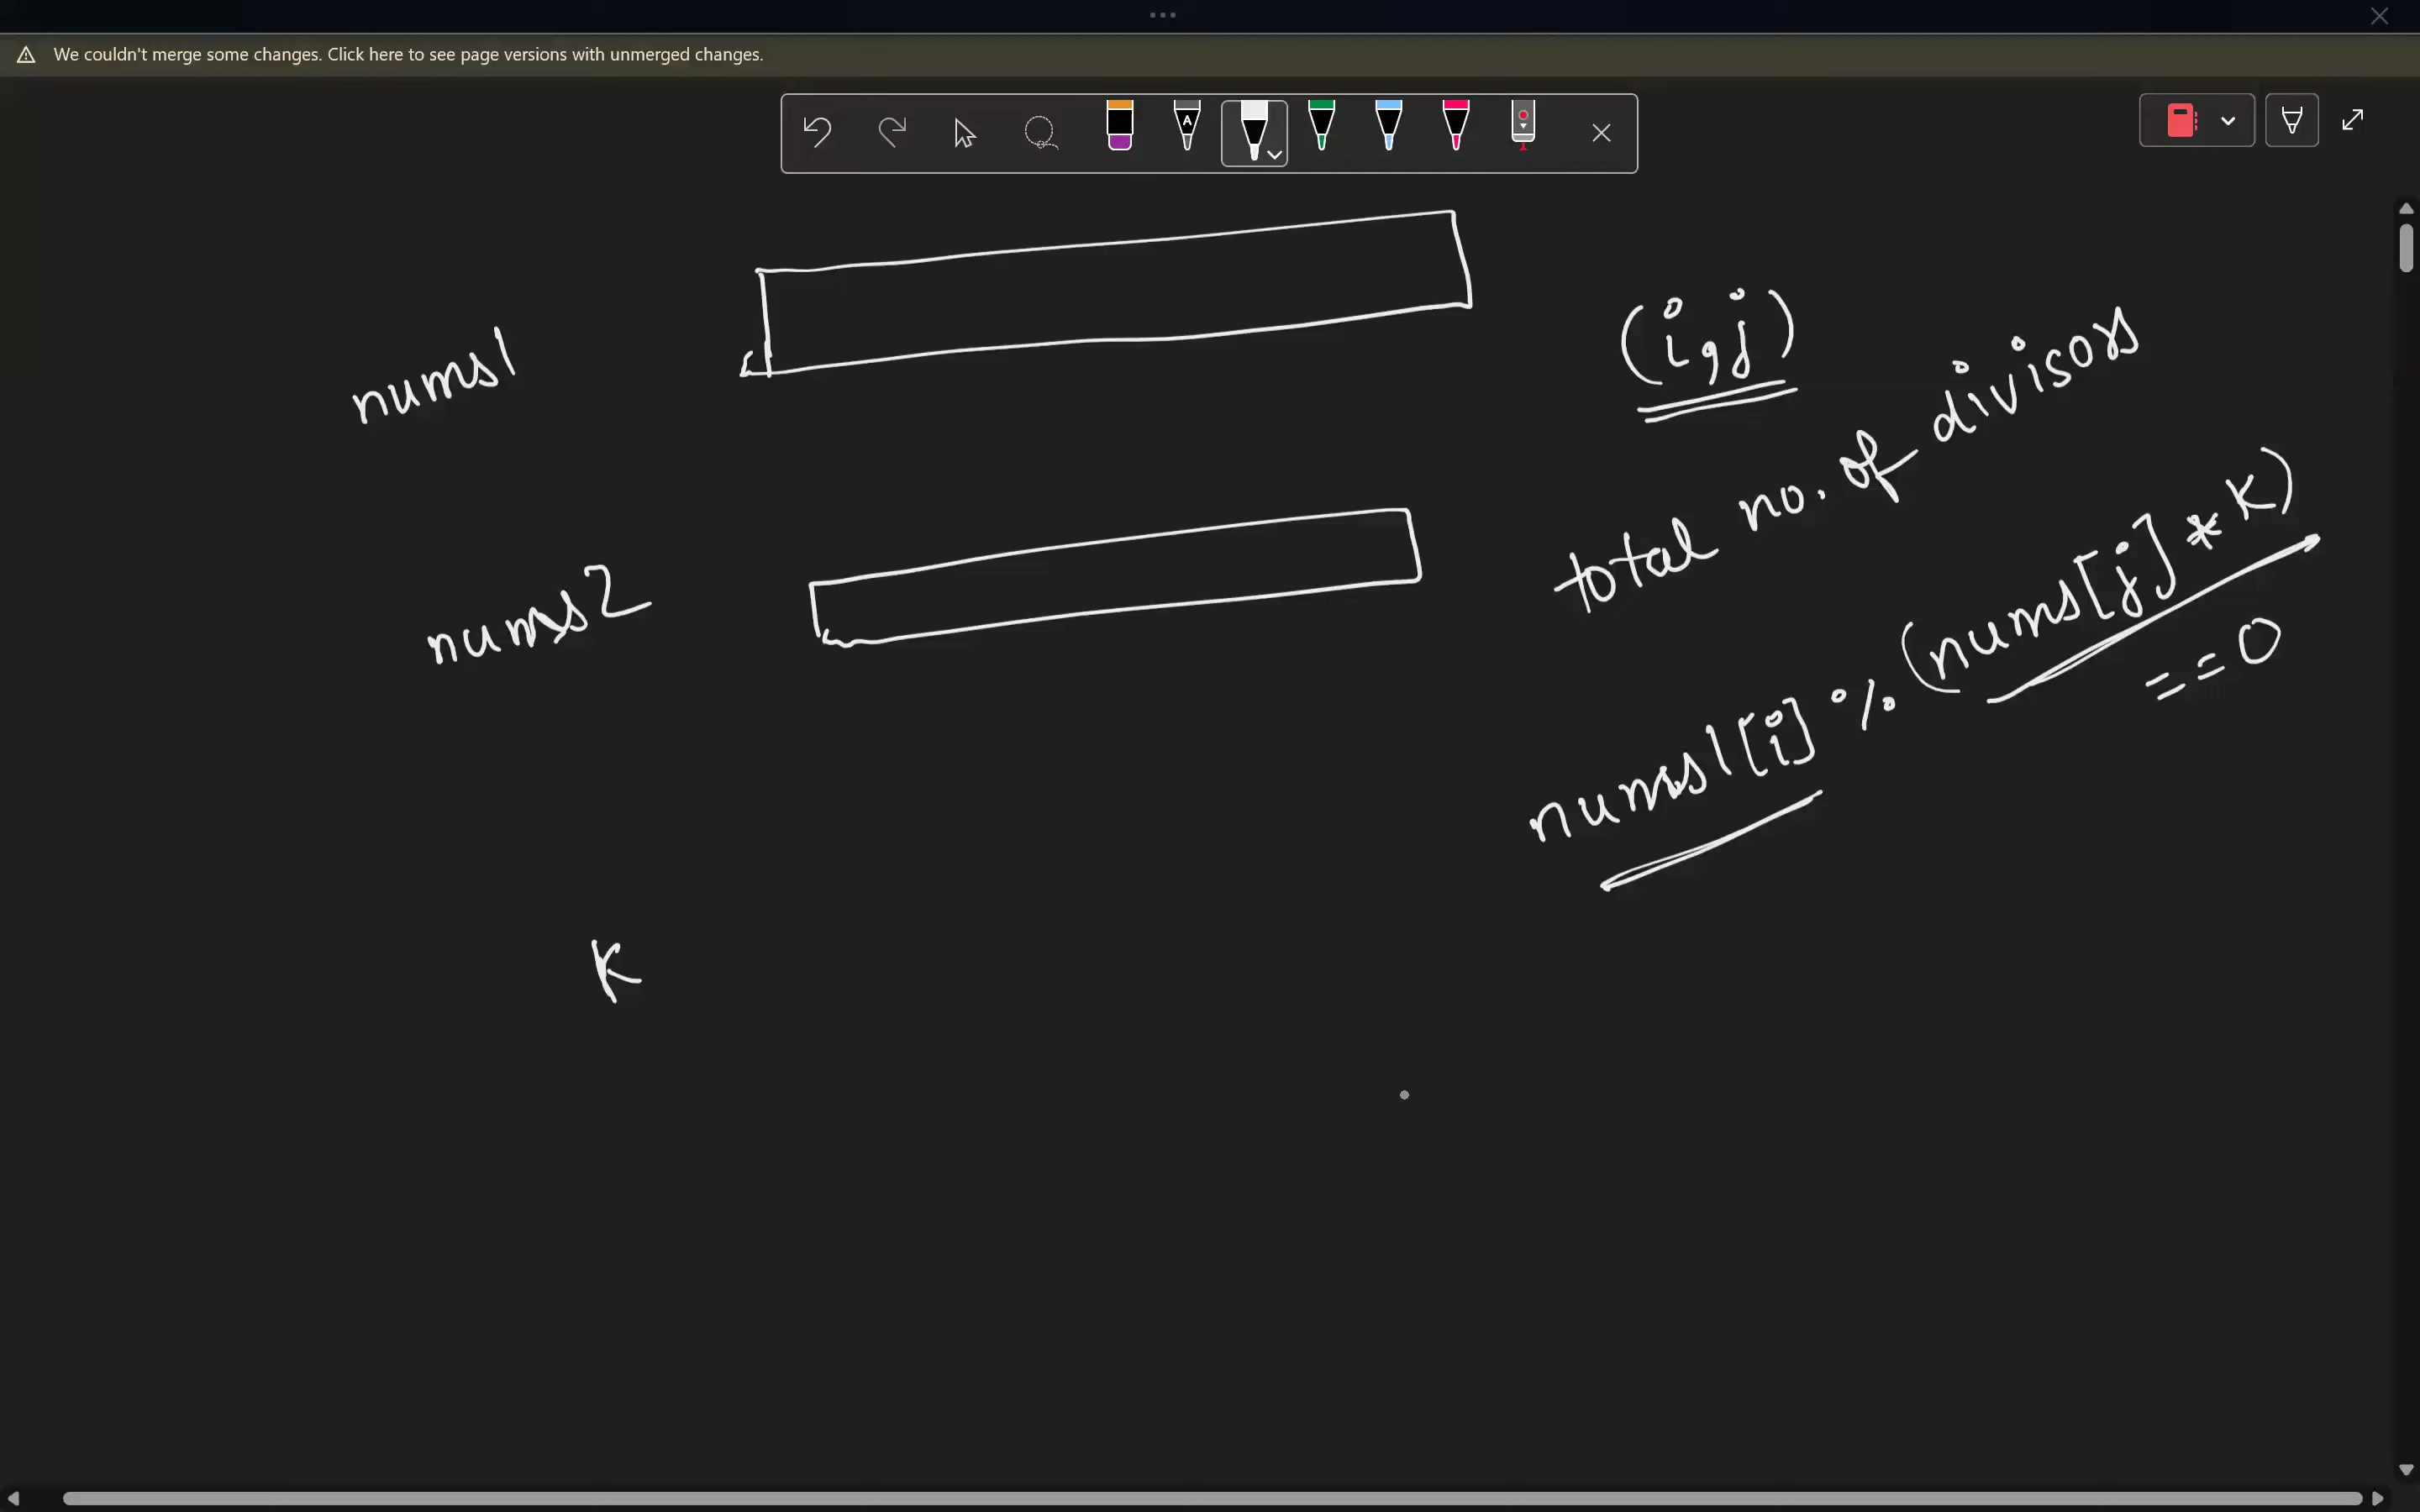 We couldn't merge some changes. Click here to see page versions with unmerged changes.
A
nums1
(i,j)
total no. of divisors
nums2
nums1[i] % (nums[j] * K)
==0
K